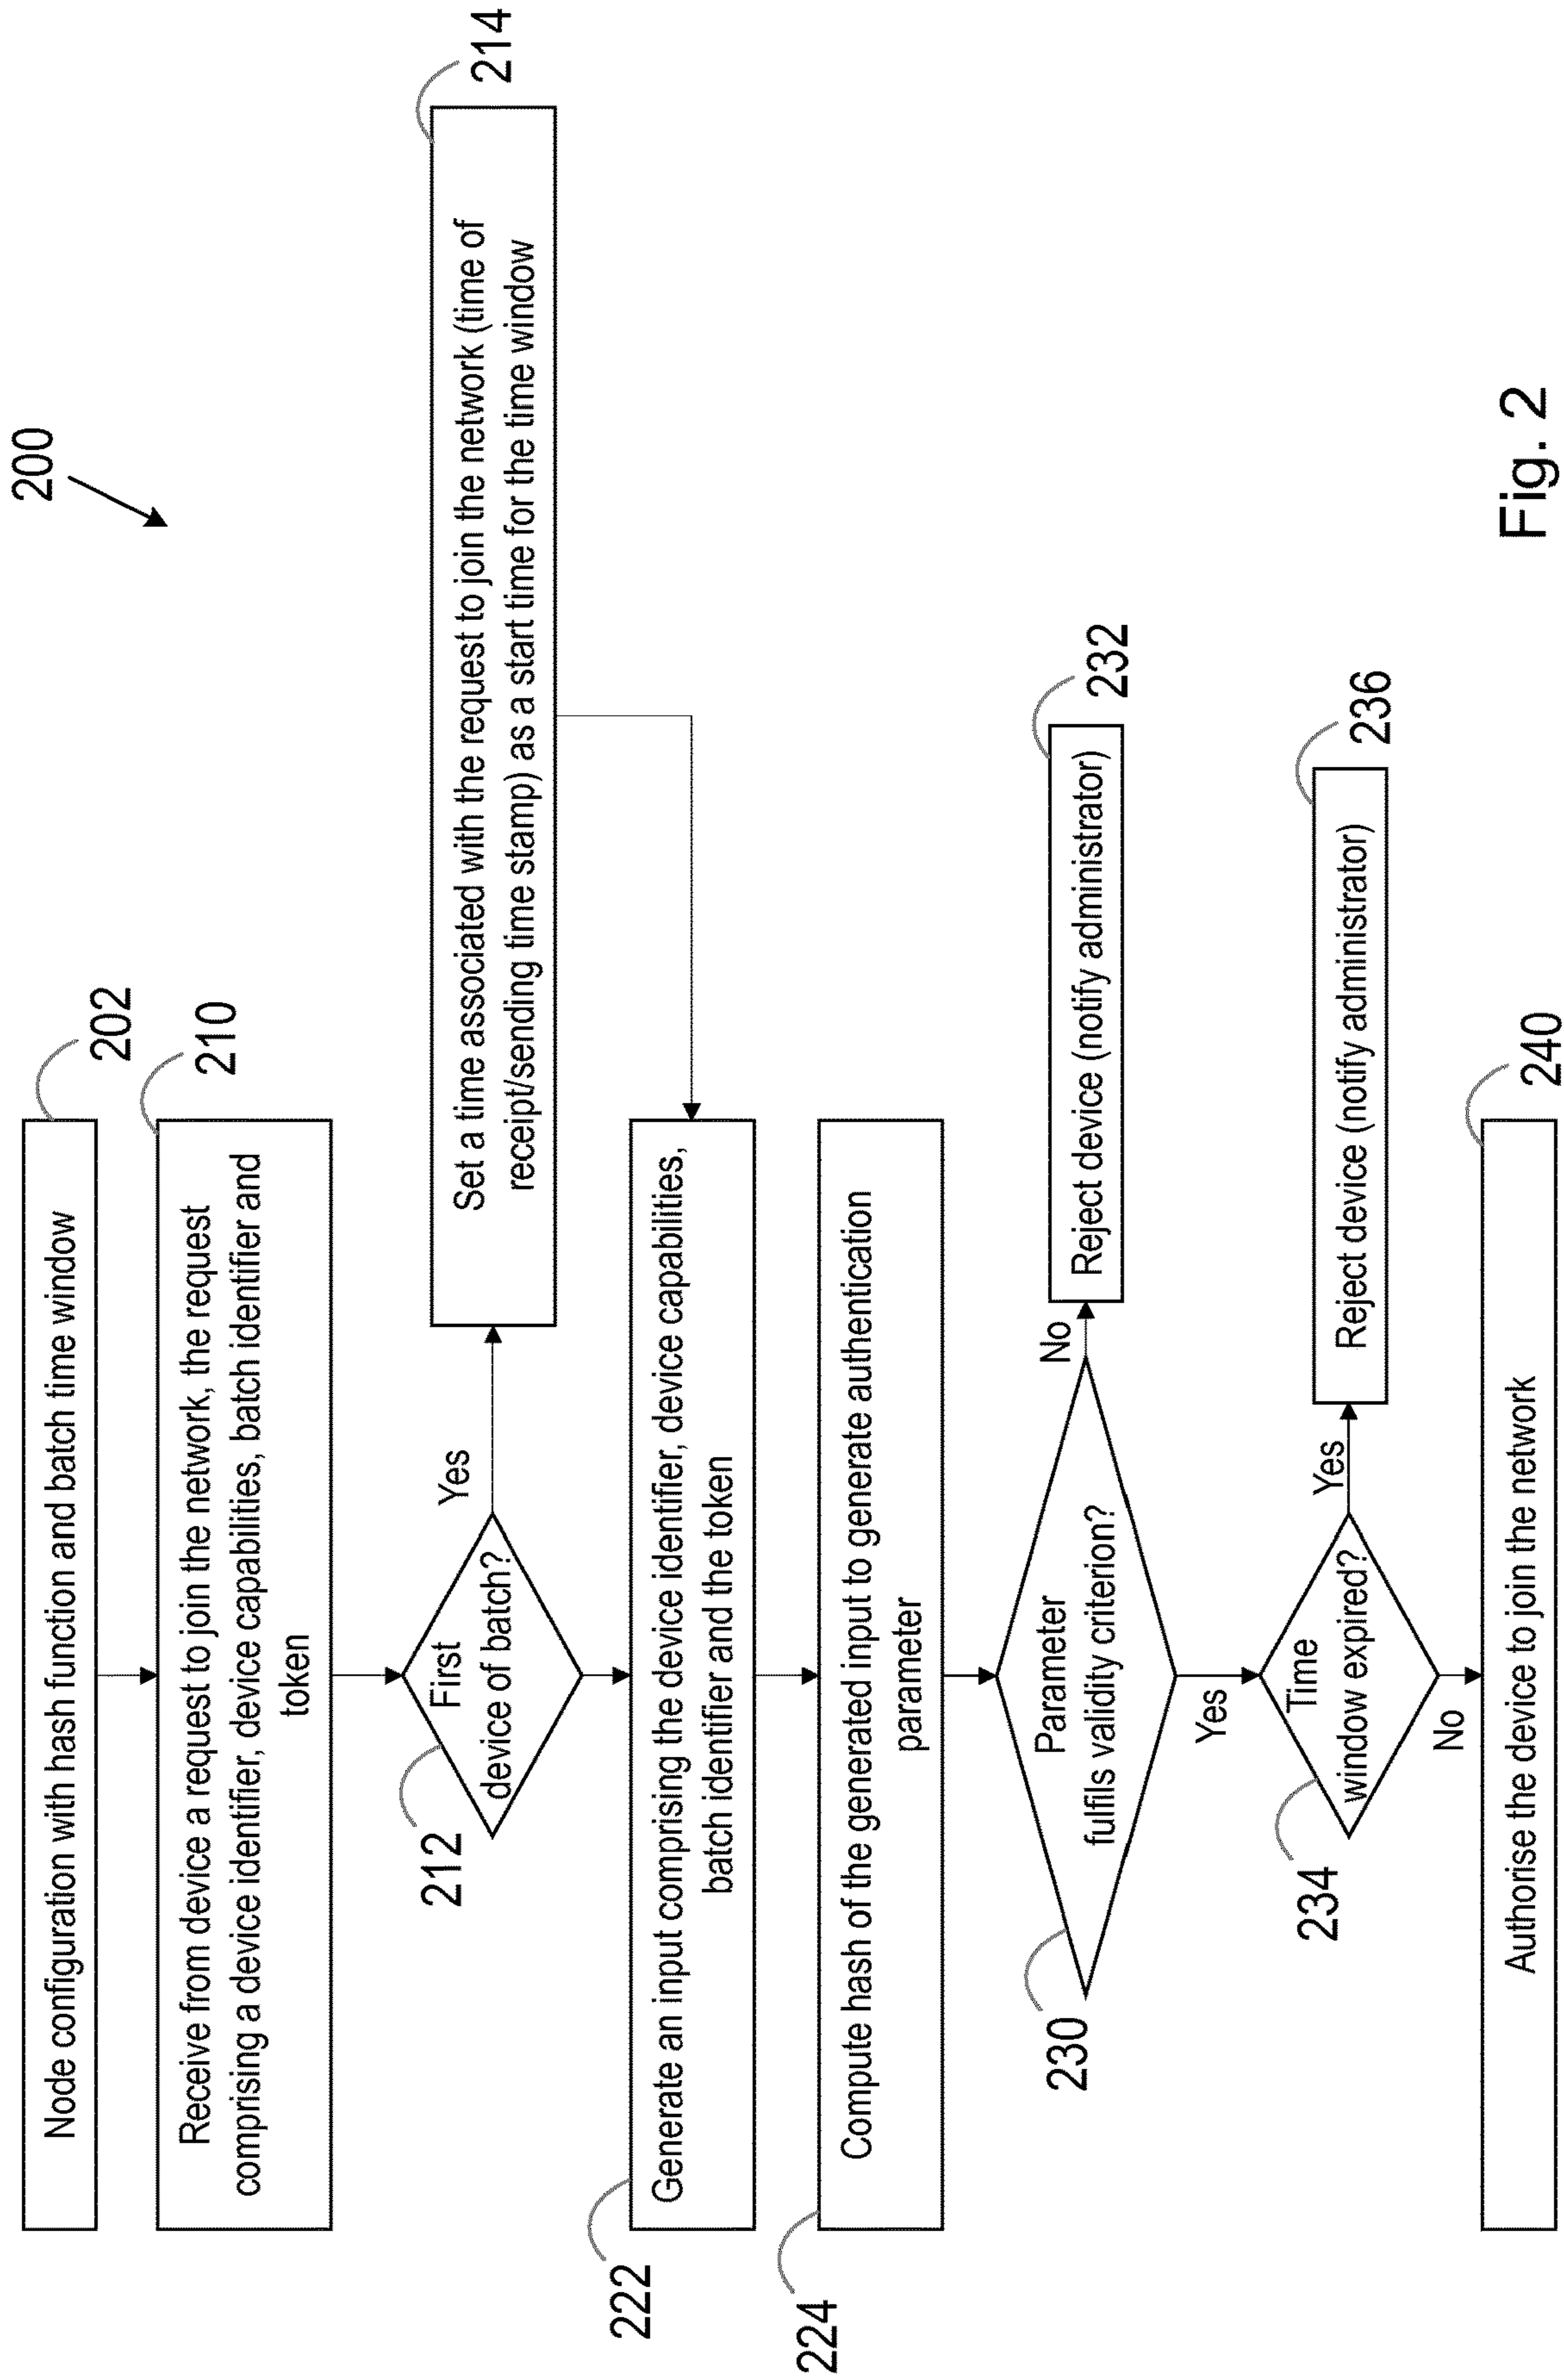 200
202
Node configuration with hash function and batch time window
210
Receive from device a request to join the network, the request
comprising a device identifier, device capabilities, batch identifier and
token
212
First
device of batch?
Yes
214
Set a time associated with the request to join the network (time of
receipt/sending time stamp) as a start time for the time window
222
Generate an input comprising the device identifier, device capabilities,
batch identifier and the token
224
Compute hash of the generated input to generate authentication
parameter
230
Parameter
fulfils validity criterion?
No
232
Reject device (notify administrator)
Yes
234
Time
window expired?
Yes
236
Reject device (notify administrator)
No
240
Authorise the device to join the network
Fig. 2